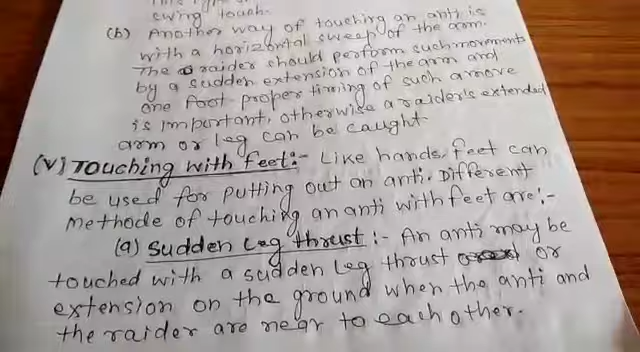 swing touch.
(b) Another way of touching an anti is
with a horizontal sweep of the arm.
The raider should perform such movements
by a sudden extension of the arm and
one foot. proper timing of such a move
is important, otherwise a raider's extended
arm or leg can be caught.
(v) Touching with feet:- Like hands, feet can
be used for putting out an anti. Different
methode of touching an anti with feet are:-
(a) Sudden Leg thrust :- An anti may be
touched with a sudden leg thrust or
extension on the ground when the anti and
the raider are near to each other.